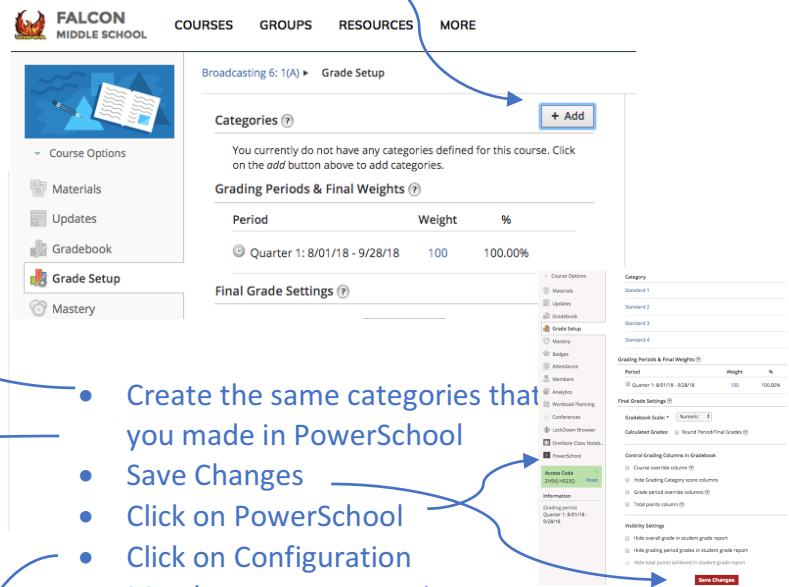 FALCON
MIDDLE SCHOOL
COURSES GROUPS RESOURCES MORE
Broadcasting 6: 1(A) ▸ Grade Setup
Course Options
Materials
Updates
Gradebook
Grade Setup
Mastery
Categories ?
+ Add
You currently do not have any categories defined for this course. Click
on the add button above to add categories.
Grading Periods & Final Weights ?
Period Weight %
Quarter 1: 8/01/18 - 9/28/18 100 100.00%
Final Grade Settings ?
• Create the same categories that
you made in PowerSchool
• Save Changes
• Click on PowerSchool
• Click on Configuration
Course Options
Materials
Updates
Gradebook
Grade Setup
Mastery
Badges
Attendance
Members
Analytics
Workload Planning
Conferences
LockDown Browser
OneNote Class Noteb...
PowerSchool
Access Code
Reset
Information
Grading period
Quarter 1: 8/01/18 -
9/28/18
Category
Standard 1
Standard 2
Standard 3
Standard 4
Grading Periods & Final Weights ?
Period Weight %
Quarter 1: 8/01/18 - 9/28/18 100 100.00%
Final Grade Settings ?
Gradebook Scale: * Numeric
Calculated Grades: Round Period/Final Grades ?
Control Grading Columns in Gradebook
Course override column ?
Hide Grading Category score columns
Grade period override columns ?
Total points column ?
Visibility Settings
Hide overall grade in student grade report
Hide grading period grades in student grade report
Hide total points achieved in student grade report
Save Changes